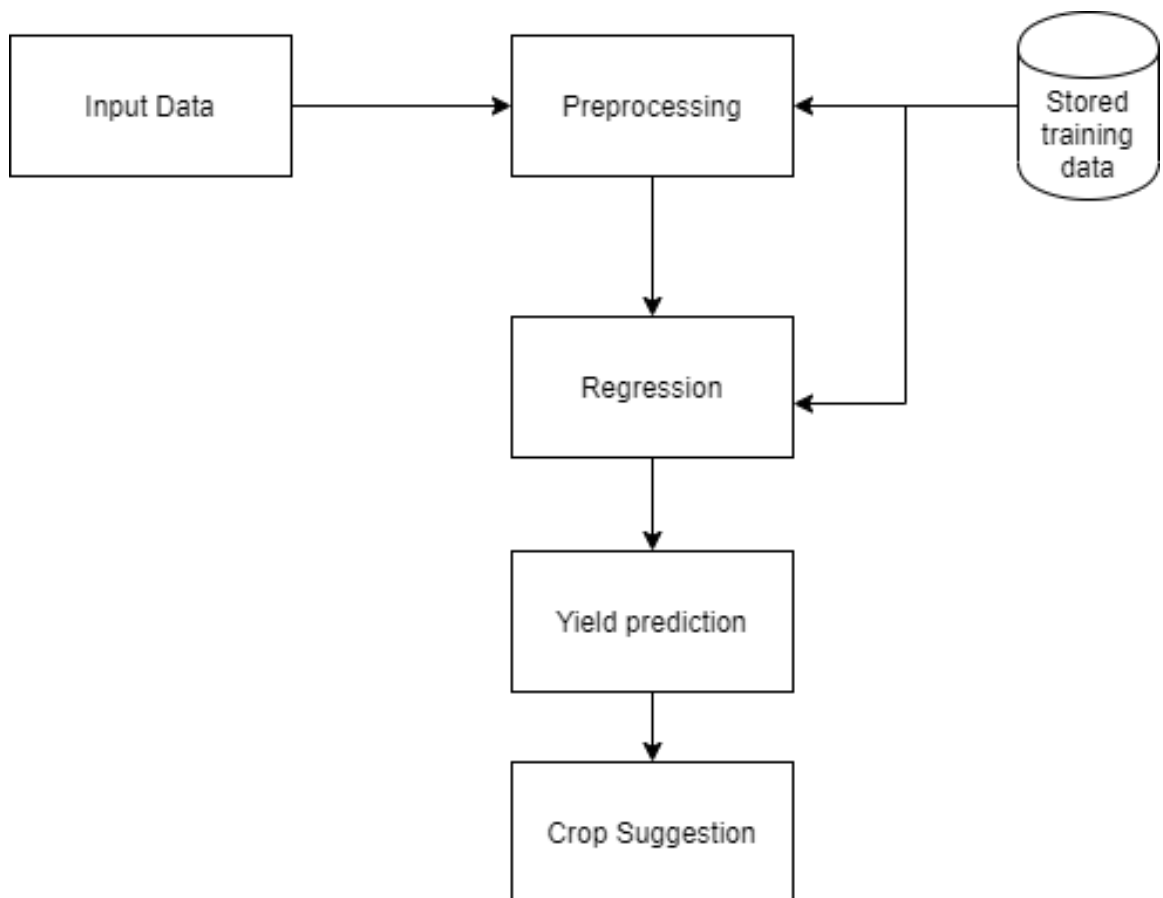 Input Data
Preprocessing
Stored
training
data
Regression
Yield prediction
Crop Suggestion